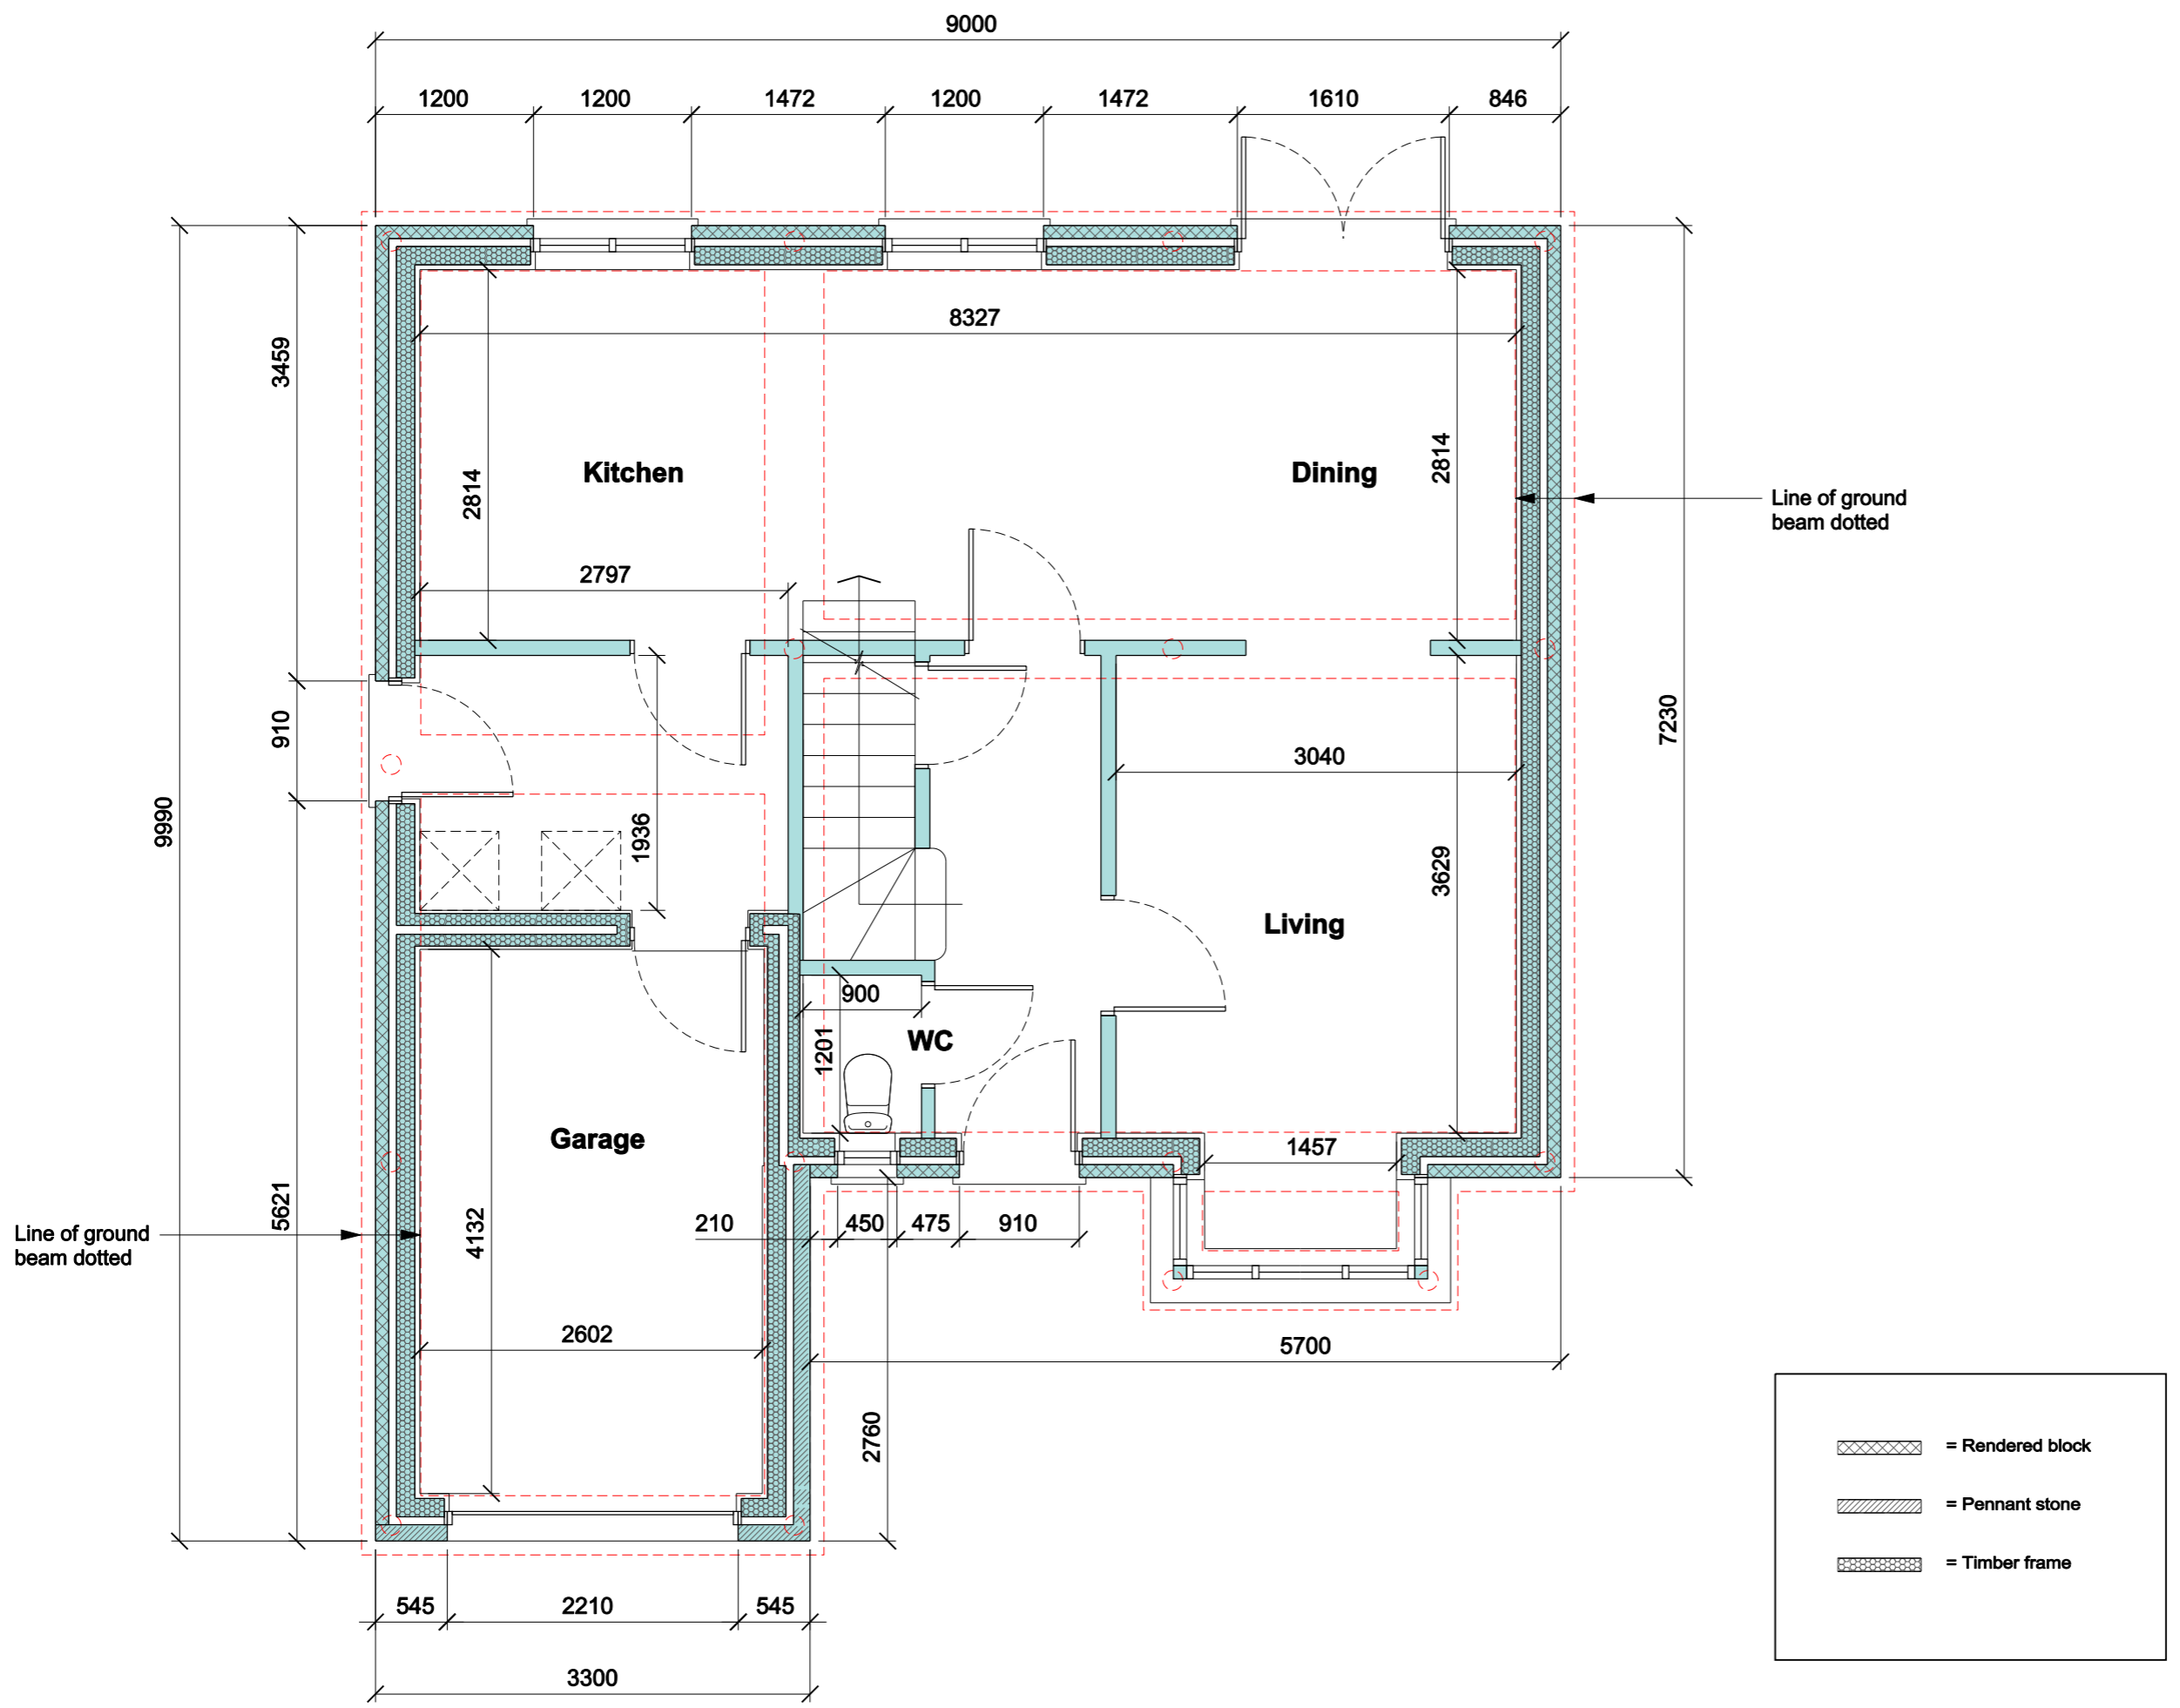 9000
1200
1200
1472
1200
1472
1610
846
8327
3459
Kitchen
2814
Dining
2814
Line of ground
beam dotted
2797
910
7230
3040
9990
1936
3629
Living
900
WC
1201
Garage
1457
5621
210
450
475
910
Line of ground
beam dotted
4132
2602
5700
2760
= Rendered block
= Pennant stone
= Timber frame
545
2210
545
3300